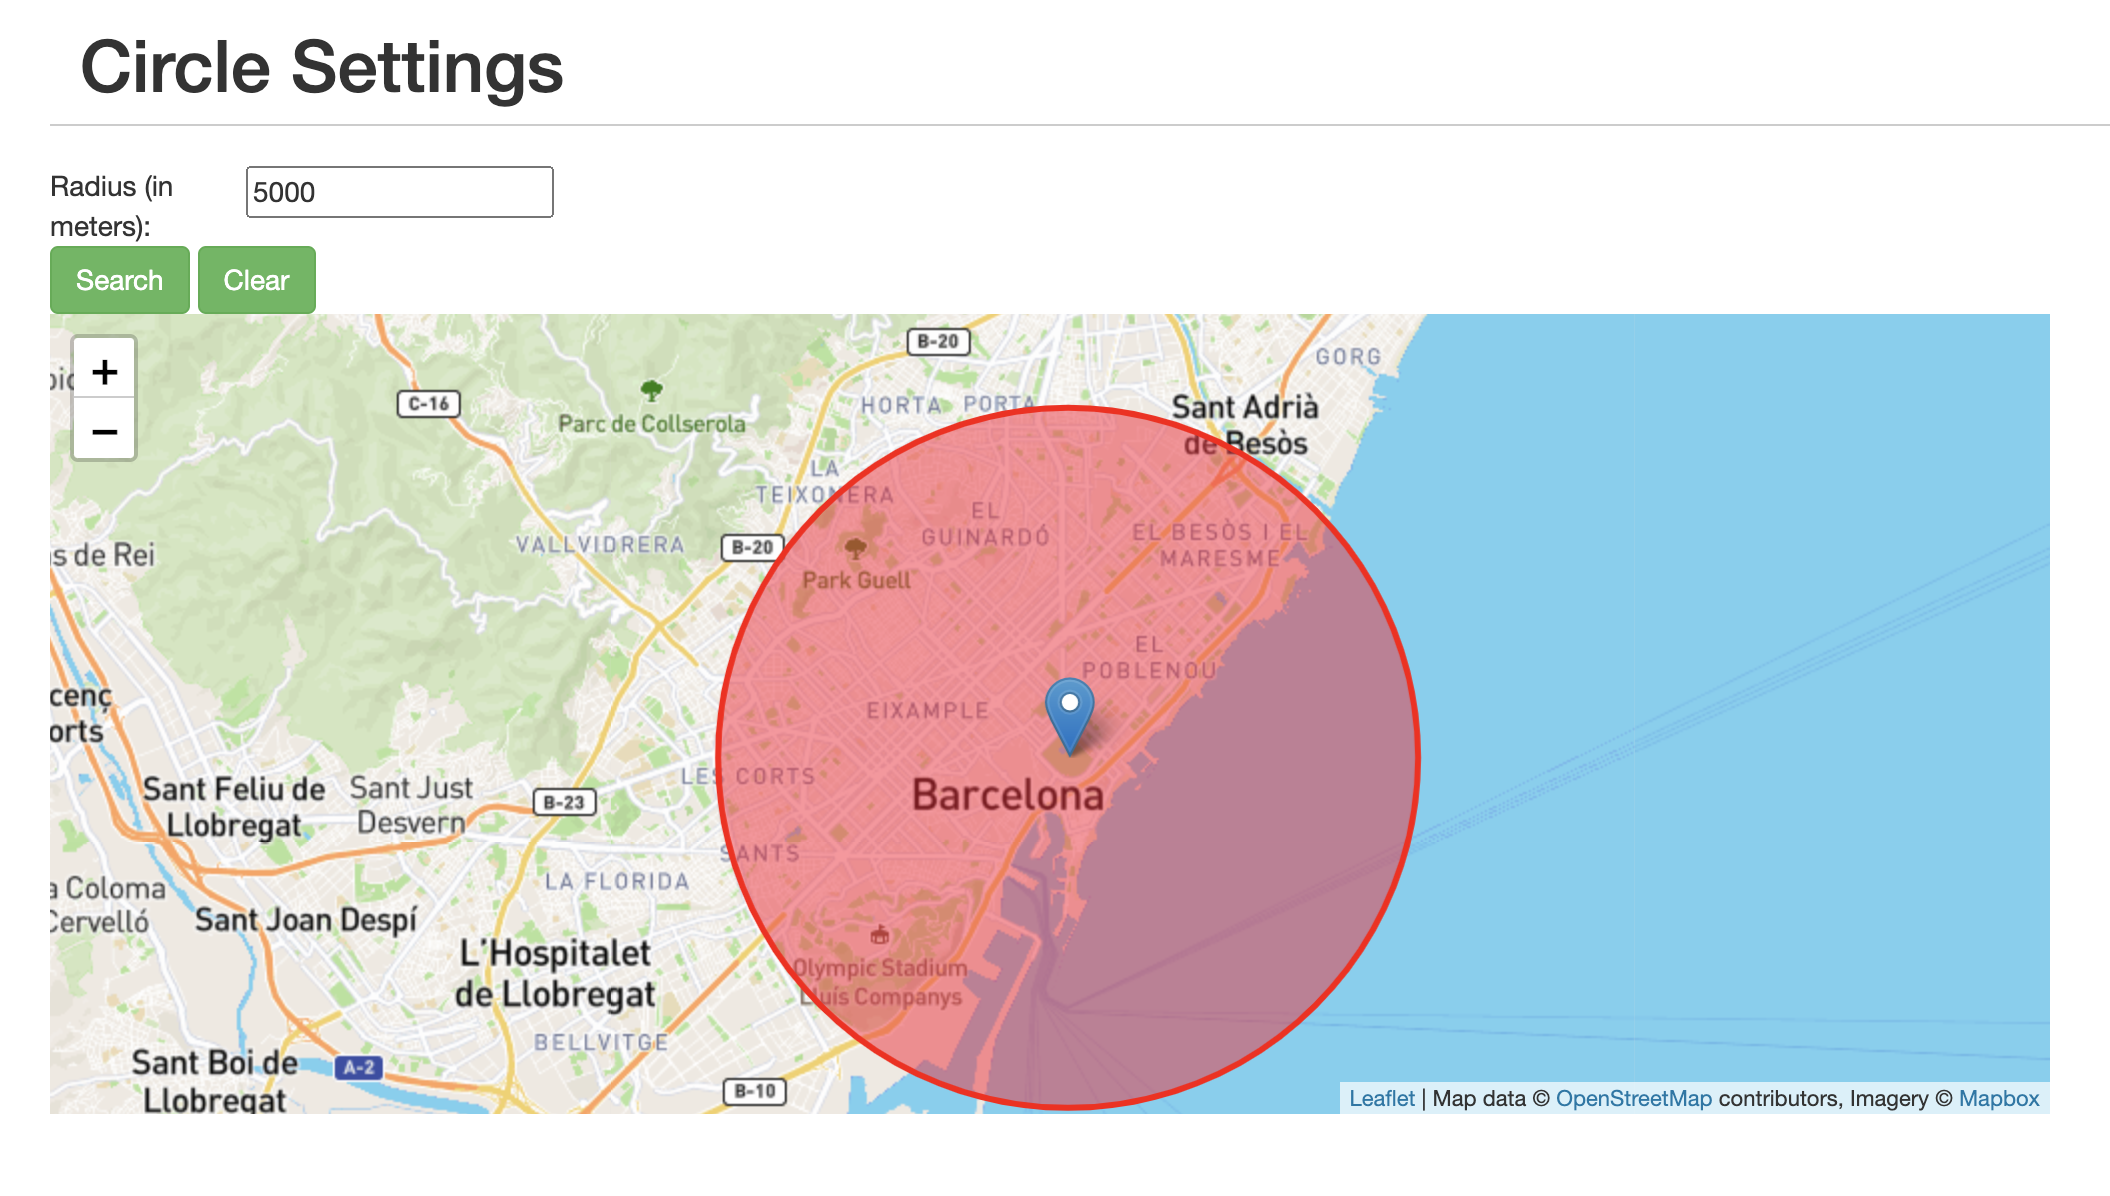 Circle Settings
Radius (in
meters):
5000
Search
Clear
+
−
B-20
GORG
C-16
HORTA
PORTA
Sant Adrià
de Besòs
Parc de Collserola
LA
TEIXONERA
EL
GUINARDÓ
EL BESÒS I EL
MARESME
VALLVIDRERA
B-20
s de Rei
Park Guell
EL
POBLENOU
cenç
orts
EIXAMPLE
LES CORTS
Barcelona
Sant Feliu de
Llobregat
Sant Just
Desvern
B-23
SANTS
LA FLORIDA
a Coloma
Cervelló
Sant Joan Despí
L'Hospitalet
de Llobregat
Olympic Stadium
Lluís Companys
BELLVITGE
Sant Boi de
Llobregat
A-2
B-10
Leaflet | Map data © OpenStreetMap contributors, Imagery © Mapbox